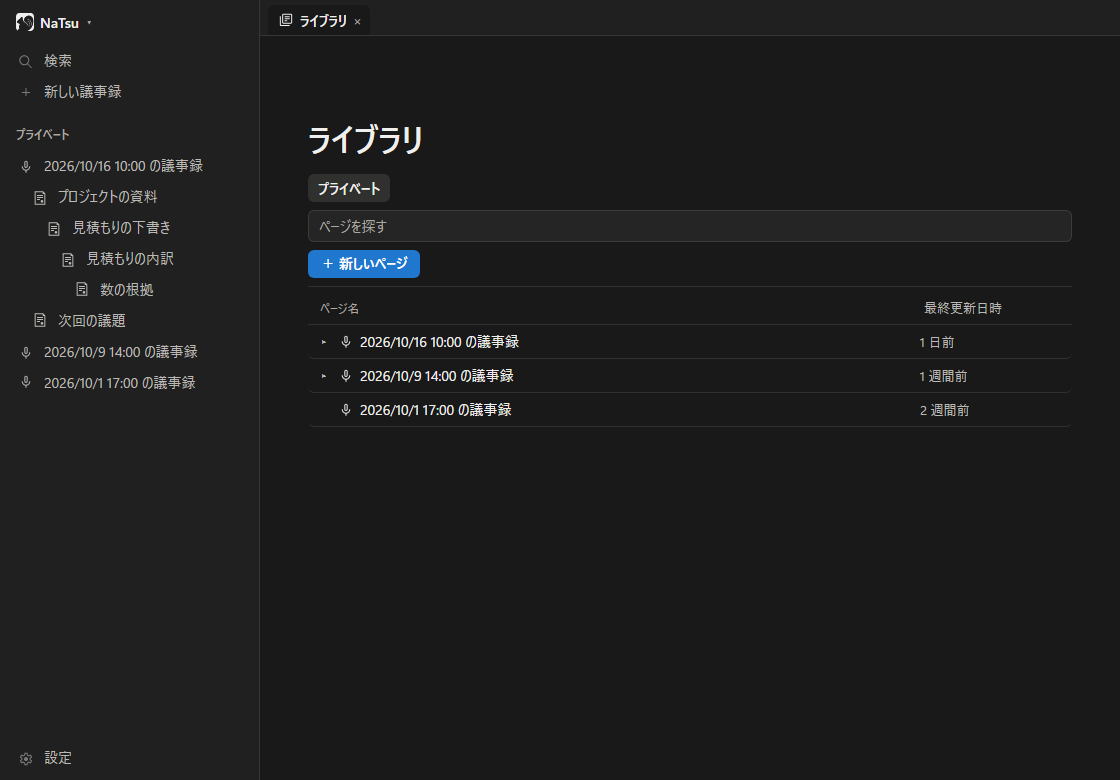 NaTsu
検索
新しい議事録
プライベート
2026/10/16 10:00 の議事録
プロジェクトの資料
見積もりの下書き
見積もりの内訳
数の根拠
次回の議題
2026/10/9 14:00 の議事録
2026/10/1 17:00 の議事録
設定
ライブラリ ×
ライブラリ
プライベート
ページを探す
+ 新しいページ
ページ名 最終更新日時
2026/10/16 10:00 の議事録 1 日前
2026/10/9 14:00 の議事録 1 週間前
2026/10/1 17:00 の議事録 2 週間前